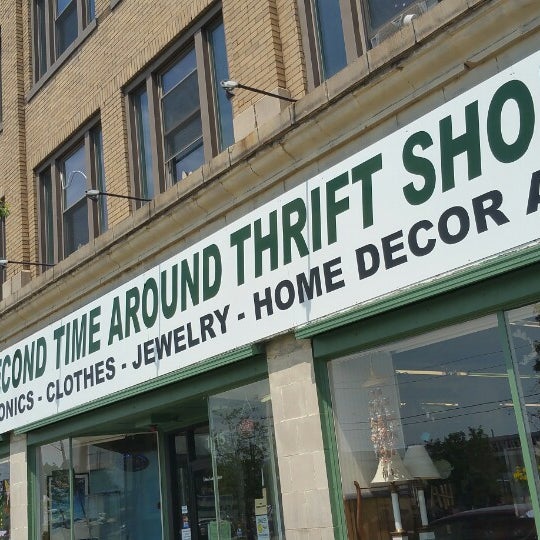 ECOND TIME AROUND THRIFT SHO
ONICS - CLOTHES - JEWELRY - HOME DECOR A